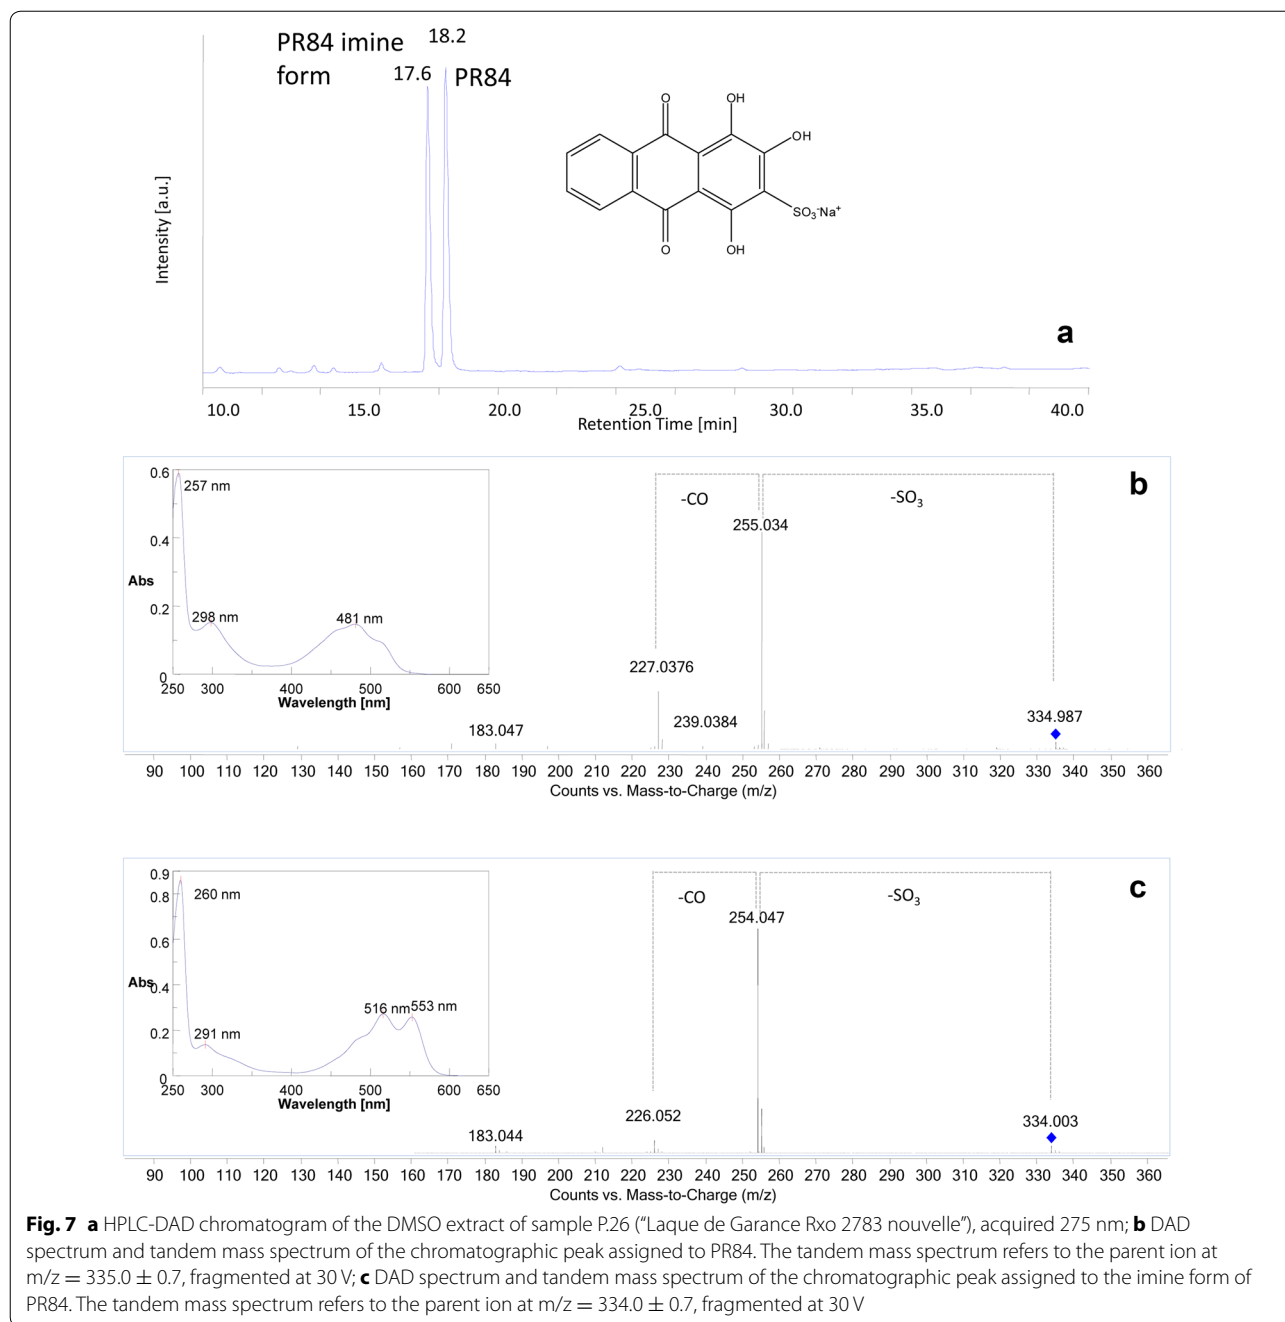 PR84 imine
form
18.2
17.6
PR84
O
OH
OH
SO₃⁻Na⁺
OH
O
Intensity [a.u.]
a
10.0 15.0 20.0 25.0 30.0 35.0 40.0
Retention Time [min]
b
0.6
257 nm
0.4
Abs
0.2
298 nm
481 nm
0
250 300 400 500 600 650
Wavelength [nm]
-CO
-SO₃
255.034
227.0376
239.0384
183.047
334.987
90 100 110 120 130 140 150 160 170 180 190 200 210 220 230 240 250 260 270 280 290 300 310 320 330 340 350 360
Counts vs. Mass-to-Charge (m/z)
c
0.9
0.8
260 nm
0.6
Abs
0.4
0.2
291 nm
516 nm
553 nm
0
250 300 400 500 600 650
Wavelength [nm]
-CO
-SO₃
254.047
226.052
183.044
334.003
90 100 110 120 130 140 150 160 170 180 190 200 210 220 230 240 250 260 270 280 290 300 310 320 330 340 350 360
Counts vs. Mass-to-Charge (m/z)
Fig. 7 a HPLC-DAD chromatogram of the DMSO extract of sample P.26 (“Laque de Garance Rxo 2783 nouvelle”), acquired 275 nm; b DAD
spectrum and tandem mass spectrum of the chromatographic peak assigned to PR84. The tandem mass spectrum refers to the parent ion at
m/z = 335.0 ± 0.7, fragmented at 30 V; c DAD spectrum and tandem mass spectrum of the chromatographic peak assigned to the imine form of
PR84. The tandem mass spectrum refers to the parent ion at m/z = 334.0 ± 0.7, fragmented at 30 V